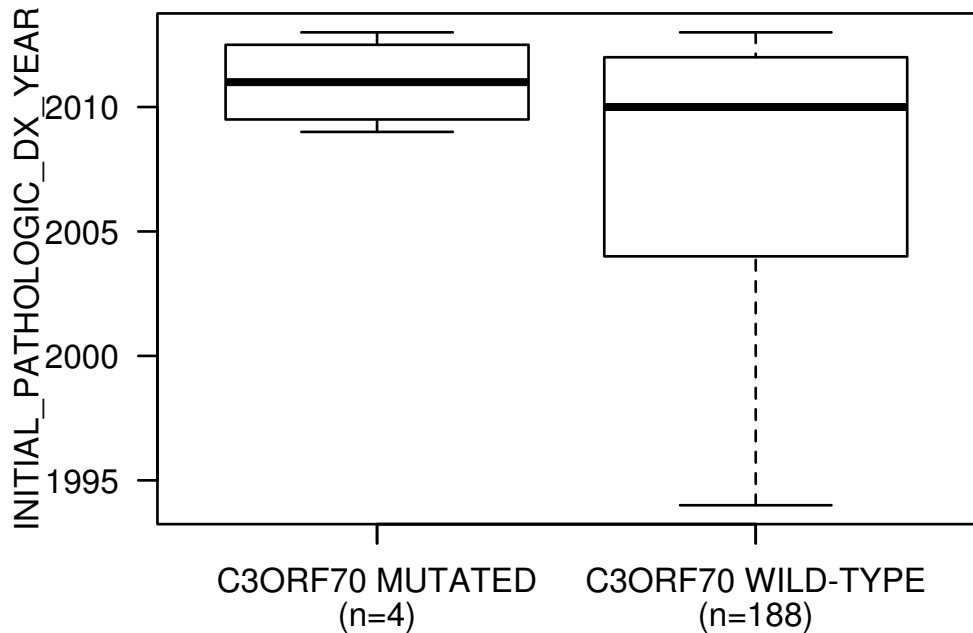 INITIAL_PATHOLOGIC_DX_YEAR
2010
2005
2000
1995
C3ORF70 MUTATED
(n=4)
C3ORF70 WILD-TYPE
(n=188)